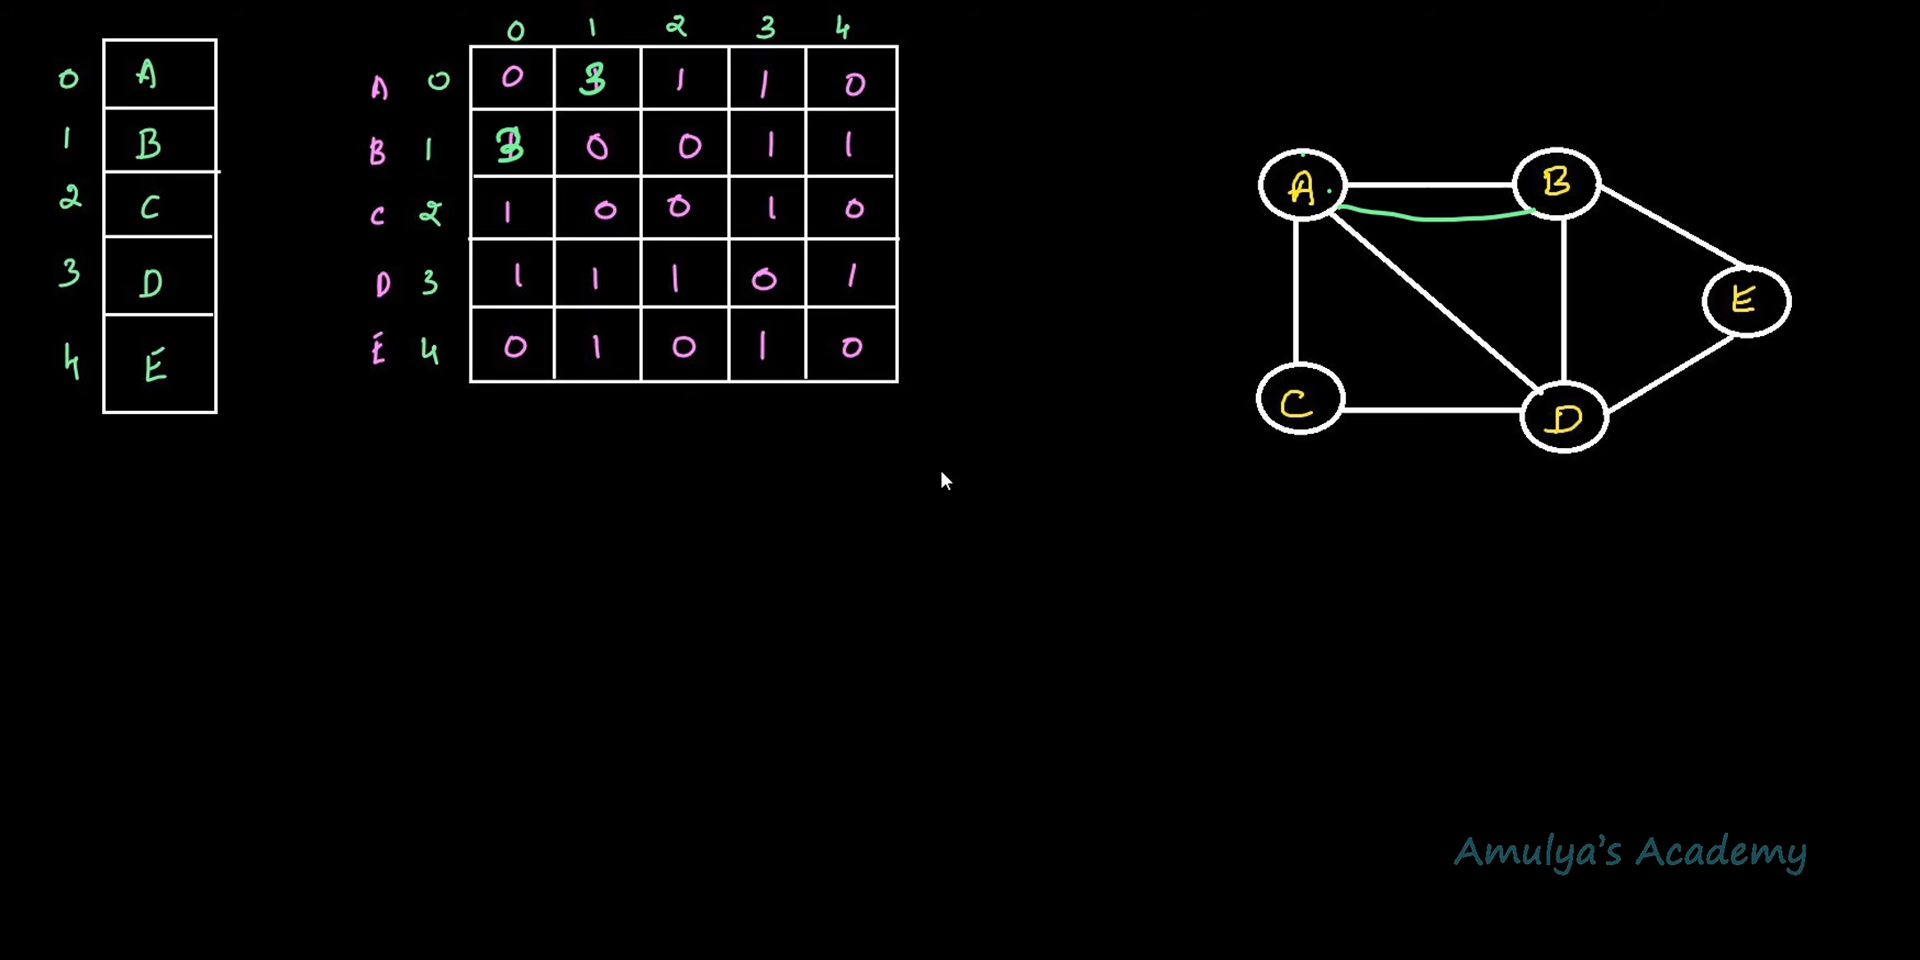 0 1 2 3 4
0 A
1 B
2 C
3 D
4 E
A 0 0 3 1 1 0
B 1 3 0 0 1 1
C 2 1 0 0 1 0
D 3 1 1 1 0 1
E 4 0 1 0 1 0
A B
E
C D
Amulya's Academy